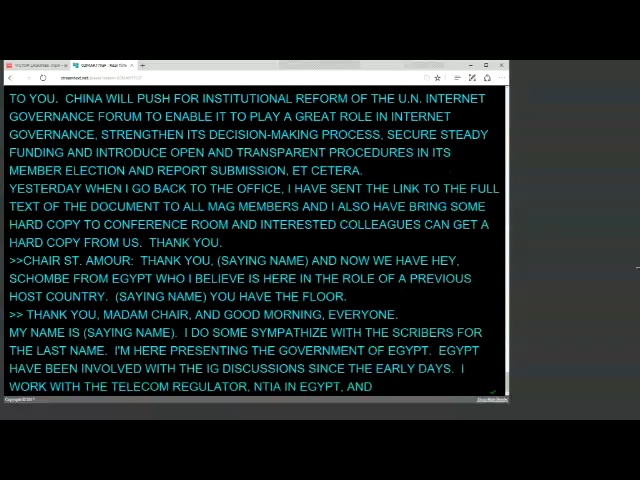 streamtext.net
TO YOU.  CHINA WILL PUSH FOR INSTITUTIONAL REFORM OF THE U.N. INTERNET
GOVERNANCE FORUM TO ENABLE IT TO PLAY A GREAT ROLE IN INTERNET
GOVERNANCE, STRENGTHEN ITS DECISION-MAKING PROCESS, SECURE STEADY
FUNDING AND INTRODUCE OPEN AND TRANSPARENT PROCEDURES IN ITS
MEMBER ELECTION AND REPORT SUBMISSION, ET CETERA.
YESTERDAY WHEN I GO BACK TO THE OFFICE, I HAVE SENT THE LINK TO THE FULL
TEXT OF THE DOCUMENT TO ALL MAG MEMBERS AND I ALSO HAVE BRING SOME
HARD COPY TO CONFERENCE ROOM AND INTERESTED COLLEAGUES CAN GET A
HARD COPY FROM US.  THANK YOU.
>>CHAIR ST. AMOUR:  THANK YOU, (SAYING NAME) AND NOW WE HAVE HEY,
SCHOMBE FROM EGYPT WHO I BELIEVE IS HERE IN THE ROLE OF A PREVIOUS
HOST COUNTRY.  (SAYING NAME) YOU HAVE THE FLOOR.
>> THANK YOU, MADAM CHAIR, AND GOOD MORNING, EVERYONE.
MY NAME IS (SAYING NAME).  I DO SOME SYMPATHIZE WITH THE SCRIBERS FOR
THE LAST NAME.  I'M HERE PRESENTING THE GOVERNMENT OF EGYPT.  EGYPT
HAVE BEEN INVOLVED WITH THE IG DISCUSSIONS SINCE THE EARLY DAYS.  I
WORK WITH THE TELECOM REGULATOR, NTIA IN EGYPT, AND